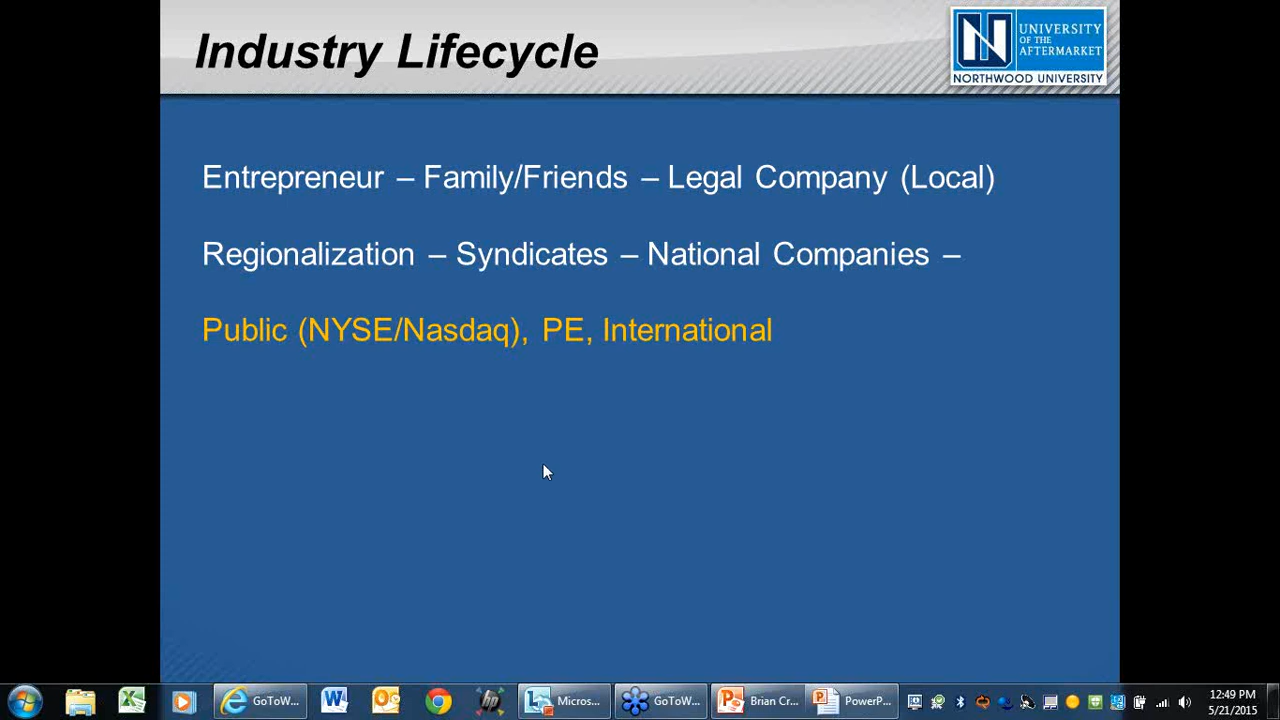 Industry Lifecycle
N
UNIVERSITY
OF THE
AFTERMARKET
NORTHWOOD UNIVERSITY
Entrepreneur – Family/Friends – Legal Company (Local)
Regionalization – Syndicates – National Companies –
Public (NYSE/Nasdaq), PE, International
GoToW...
Micros...
GoToW...
Brian Cr...
PowerP...
12:49 PM
5/21/2015